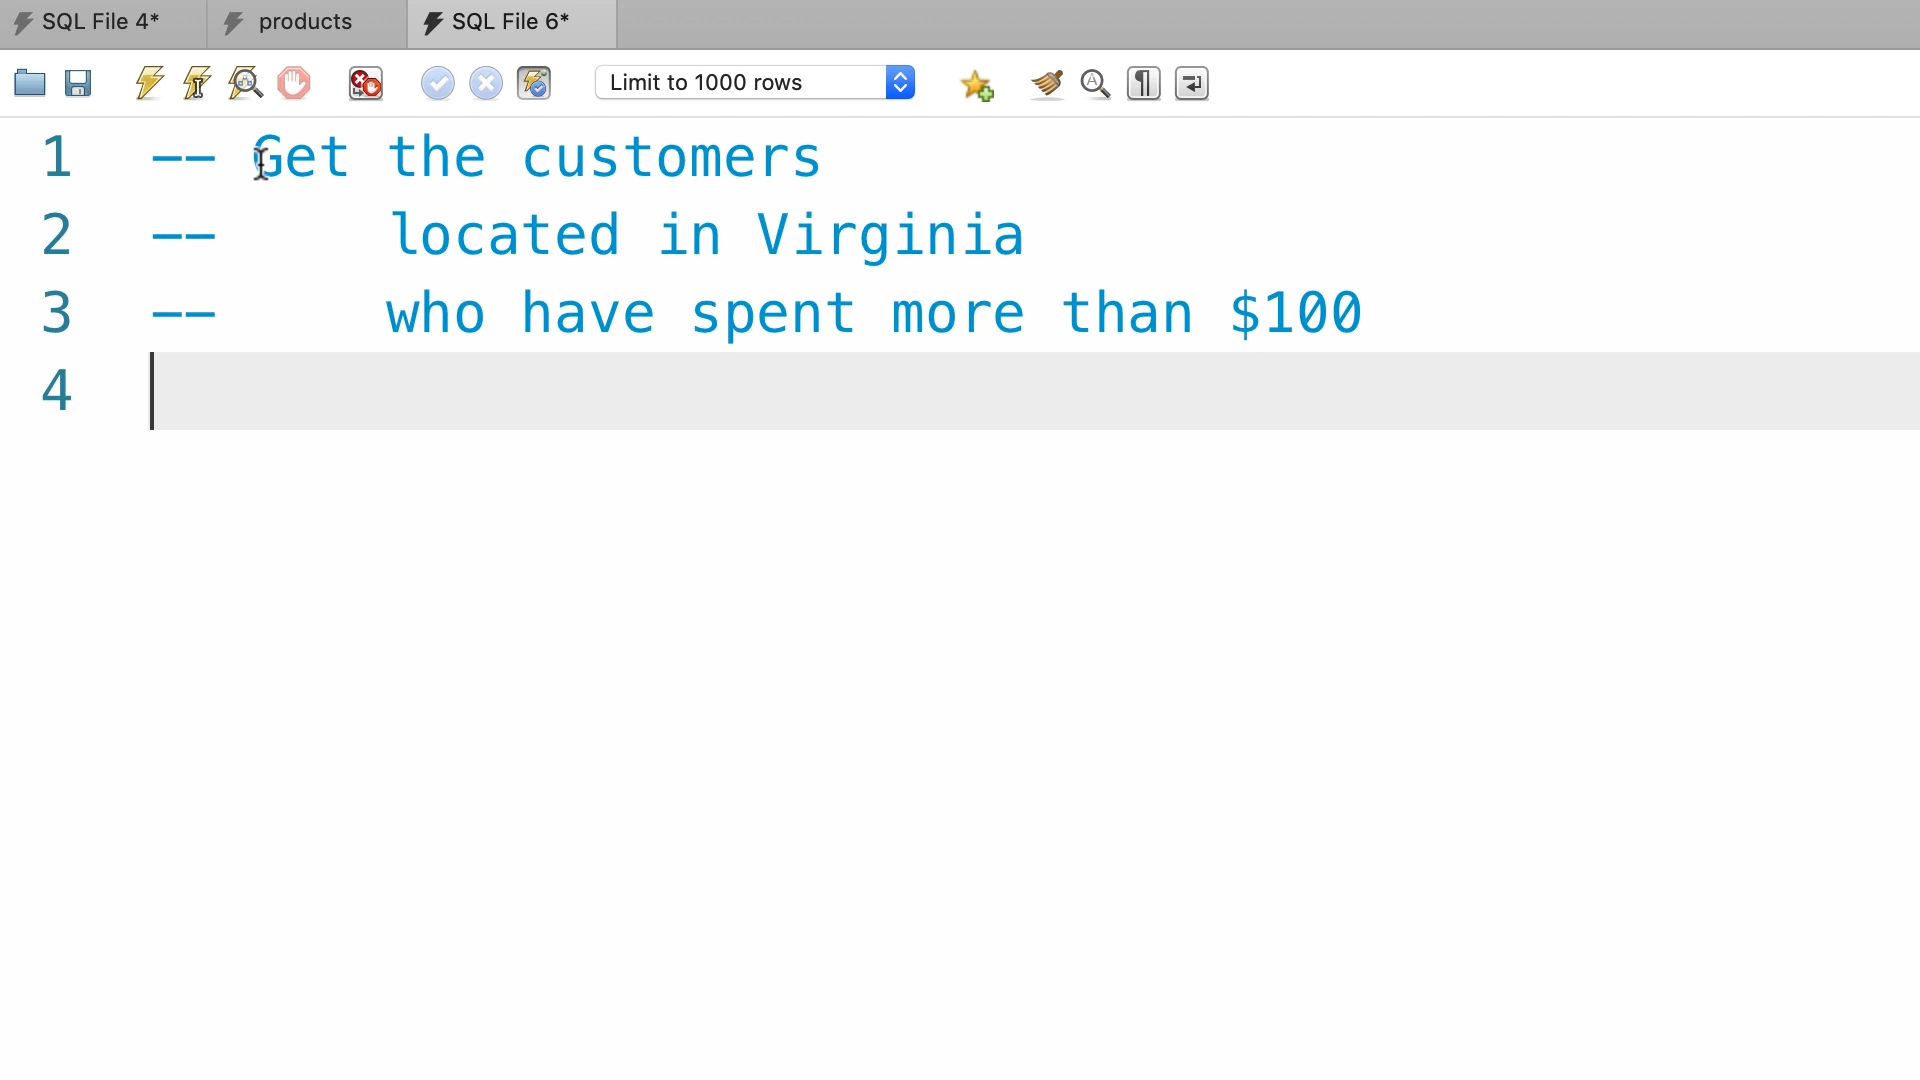 SQL File 4*
products
SQL File 6*
Limit to 1000 rows
1 -- Get the customers
2 --     located in Virginia
3 --     who have spent more than $100
4